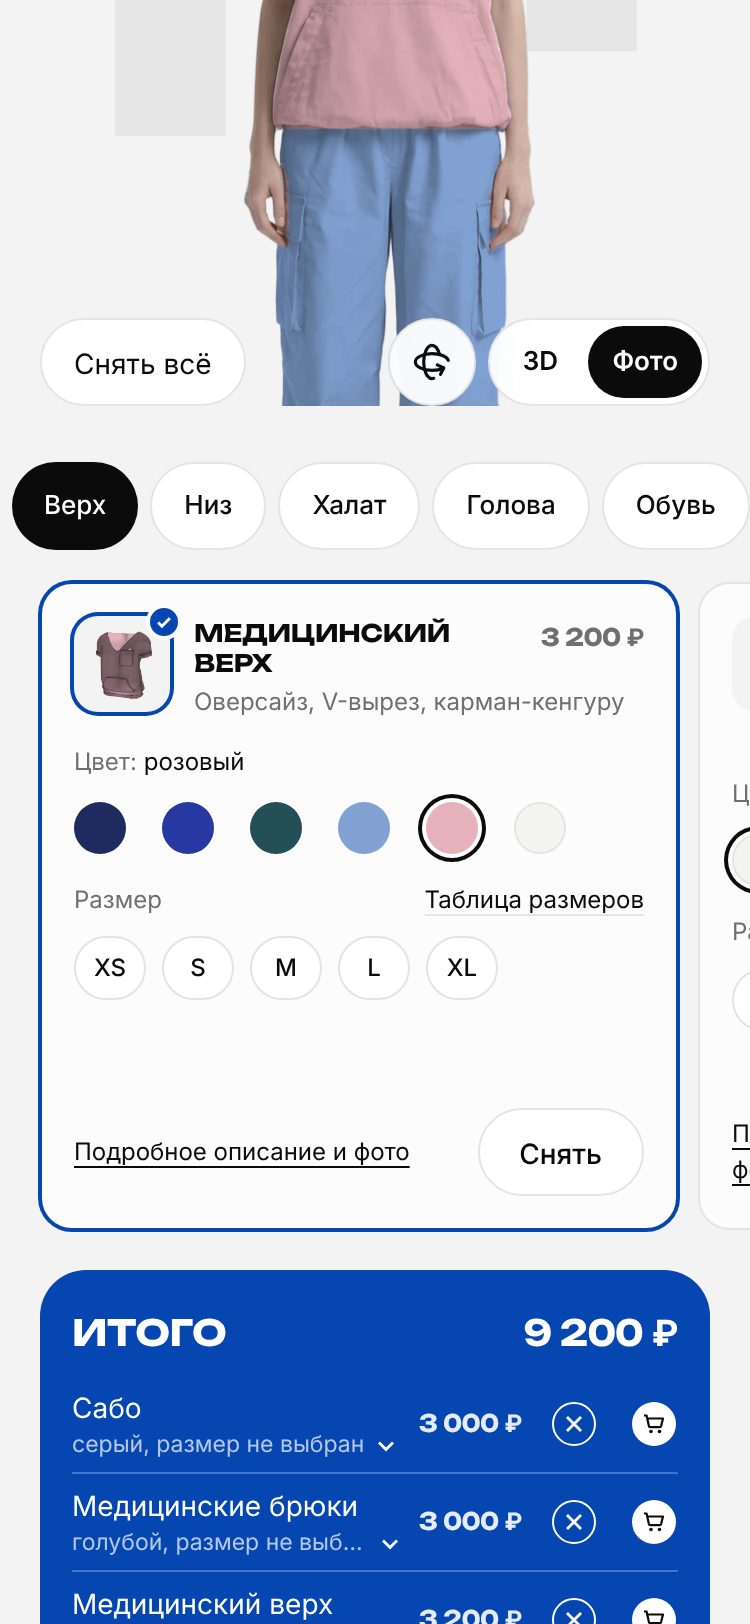 Снять всё
3D
Фото
Верх
Низ
Халат
Голова
Обувь
МЕДИЦИНСКИЙ
ВЕРХ
3 200 ₽
Оверсайз, V-вырез, карман-кенгуру
Цвет: розовый
Размер
Таблица размеров
XS
S
M
L
XL
Подробное описание и фото
Снять
ИТОГО
9 200 ₽
Сабо
серый, размер не выбран
3 000 ₽
Медицинские брюки
голубой, размер не выб...
3 000 ₽
Медицинский верх
3 200 ₽